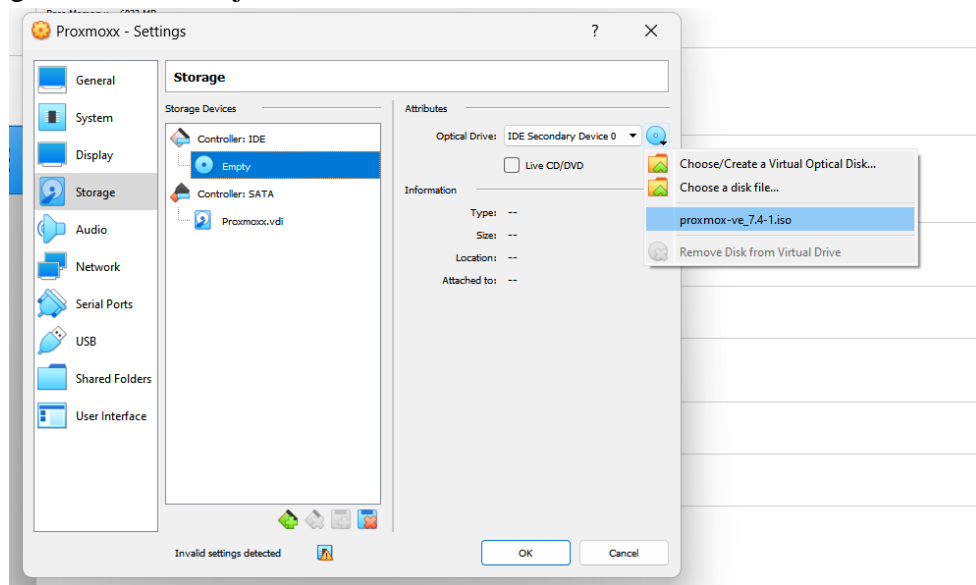 Proxmoxx - Settings
?
General
System
Display
Storage
Audio
Network
Serial Ports
USB
Shared Folders
User Interface
Storage
Storage Devices
Controller: IDE
Empty
Controller: SATA
Proxmoxx.vdi
Attributes
Optical Drive: IDE Secondary Device 0
Live CD/DVD
Information
Type: --
Size: --
Location: --
Attached to: --
Choose/Create a Virtual Optical Disk...
Choose a disk file...
proxmox-ve_7.4-1.iso
Remove Disk from Virtual Drive
Invalid settings detected
OK
Cancel